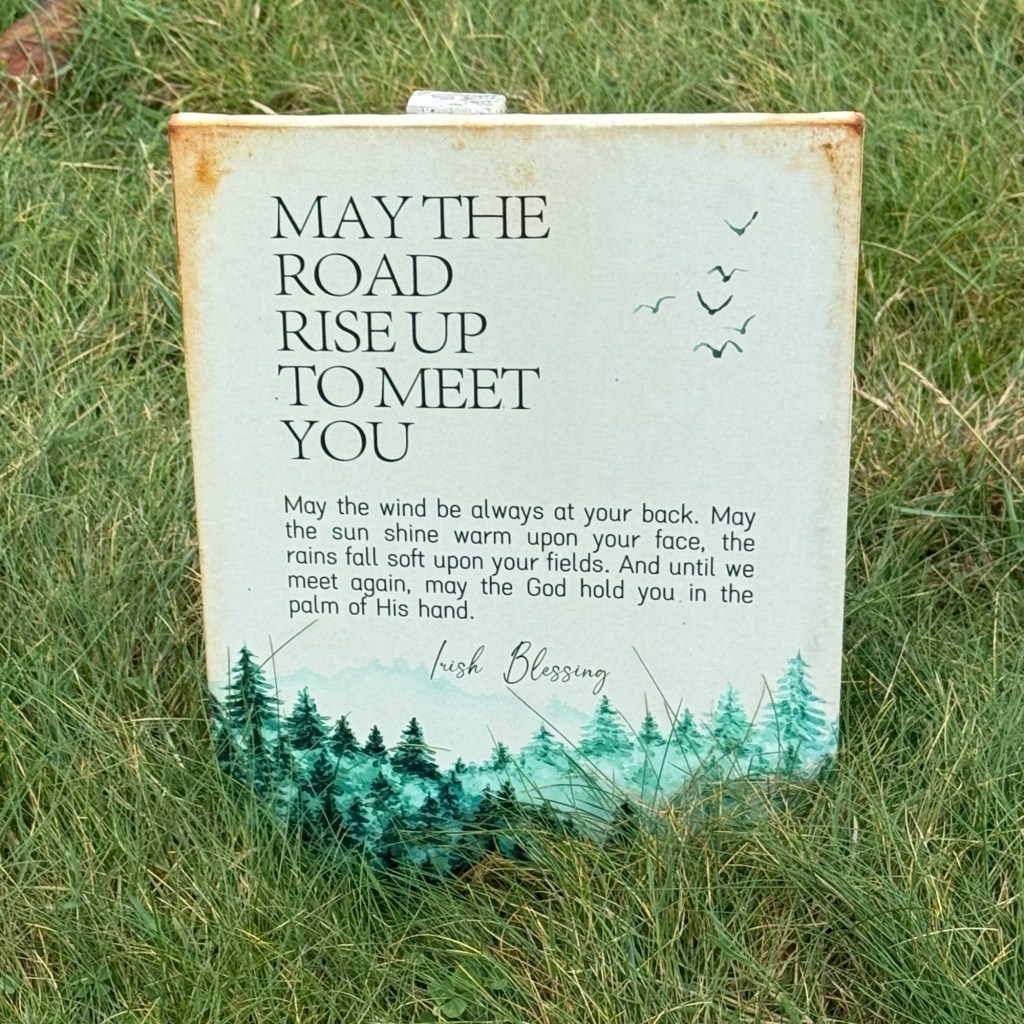 MAY THE
ROAD
RISE UP
TO MEET
YOU
May the wind be always at your back. May
the sun shine warm upon your face, the
rains fall soft upon your fields. And until we
meet again, may the God hold you in the
palm of His hand.
Irish Blessing